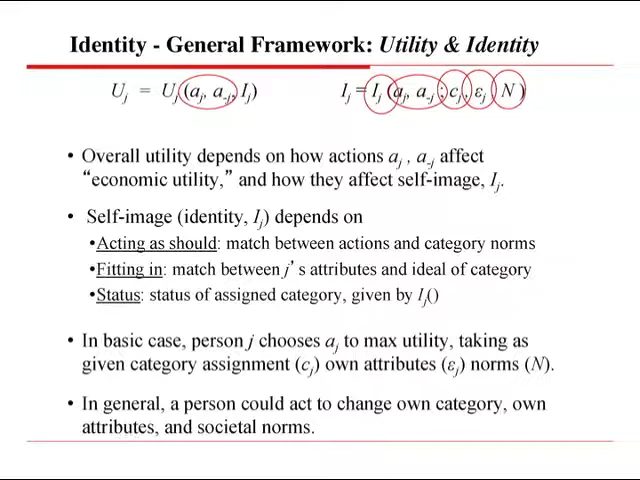 Identity - General Framework: Utility & Identity
Uj = Uj(aj, a-j, Ij) Ij = Ij (aj, a-j ; cj, εj, N )
• Overall utility depends on how actions aj , a-j affect
“economic utility,” and how they affect self-image, Ij.
• Self-image (identity, Ij) depends on
•Acting as should: match between actions and category norms
•Fitting in: match between j’s attributes and ideal of category
•Status: status of assigned category, given by Ij()
• In basic case, person j chooses aj to max utility, taking as
given category assignment (cj) own attributes (εj) norms (N).
• In general, a person could act to change own category, own
attributes, and societal norms.